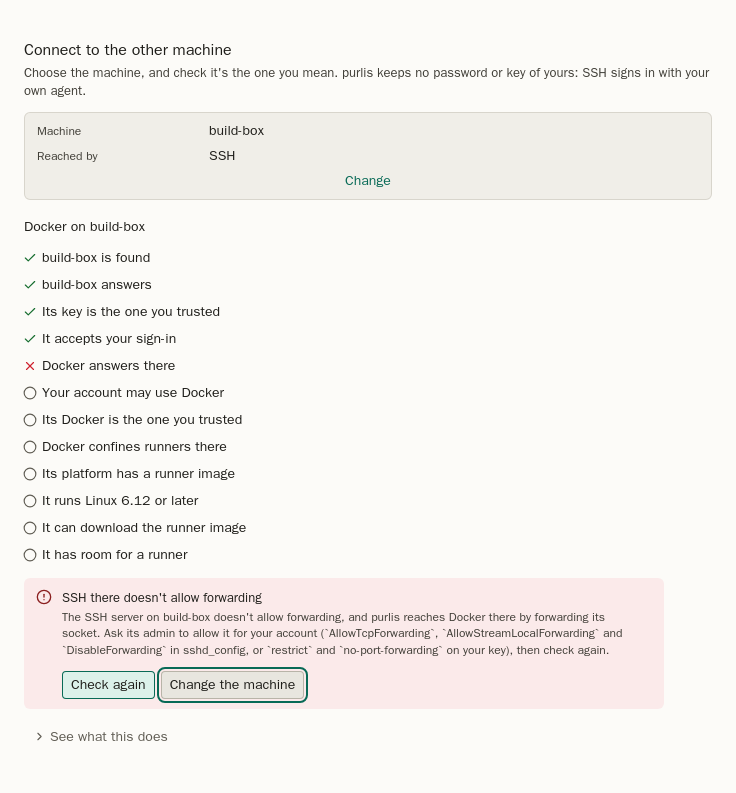 Connect to the other machine
Choose the machine, and check it's the one you mean. purlis keeps no password or key of yours: SSH signs in with your
own agent.
Machine build-box
Reached by SSH
Change
Docker on build-box
build-box is found
build-box answers
Its key is the one you trusted
It accepts your sign-in
Docker answers there
Your account may use Docker
Its Docker is the one you trusted
Docker confines runners there
Its platform has a runner image
It runs Linux 6.12 or later
It can download the runner image
It has room for a runner
SSH there doesn't allow forwarding
The SSH server on build-box doesn't allow forwarding, and purlis reaches Docker there by forwarding its
socket. Ask its admin to allow it for your account (`AllowTcpForwarding`, `AllowStreamLocalForwarding` and
`DisableForwarding` in sshd_config, or `restrict` and `no-port-forwarding` on your key), then check again.
Check again Change the machine
See what this does